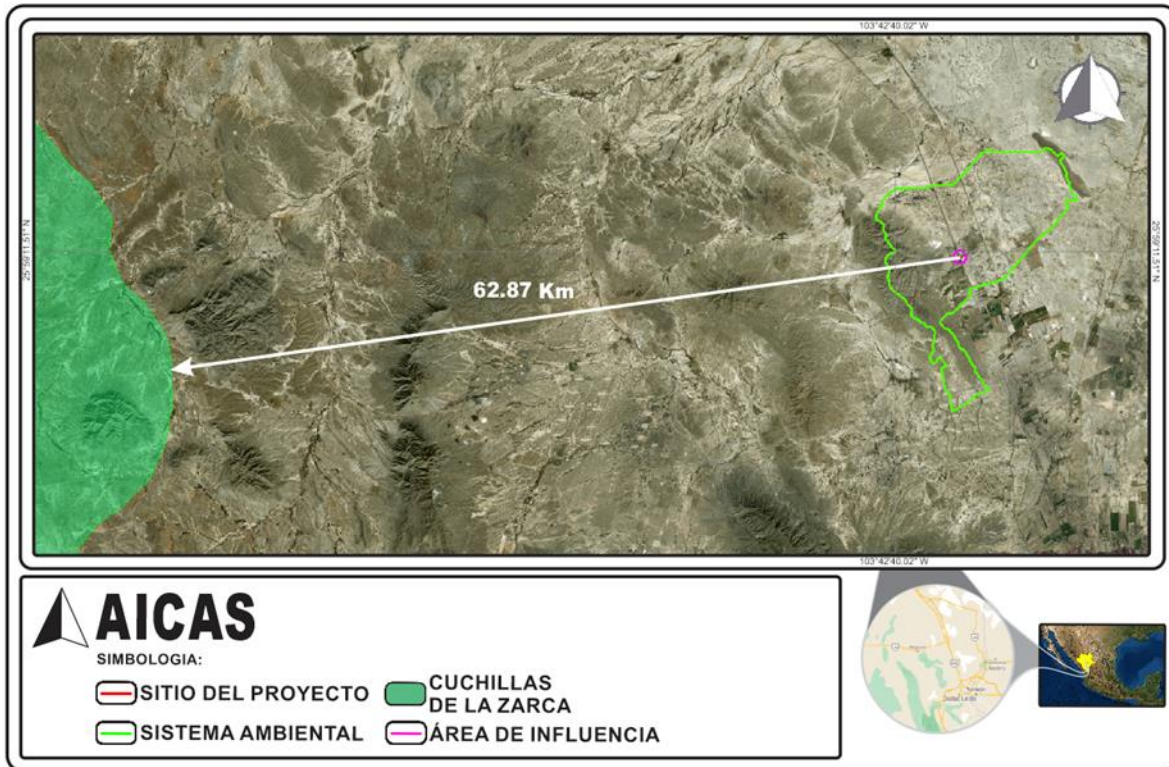 103°42'40.02" W
25°59'11.51" N
25°59'11.51" N
62.87 Km
103°42'40.02" W
AICAS
SIMBOLOGIA:
SITIO DEL PROYECTO
CUCHILLAS
DE LA ZARCA
SISTEMA AMBIENTAL
ÁREA DE INFLUENCIA